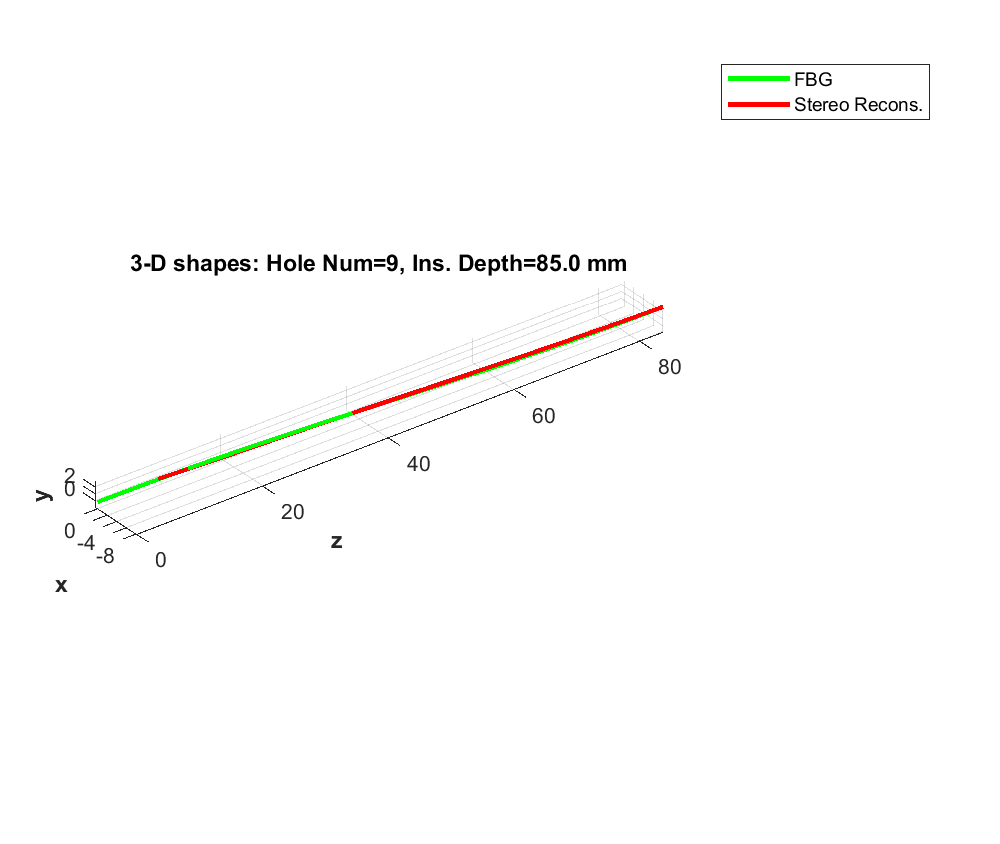 FBG
Stereo Recons.
3-D shapes: Hole Num=9, Ins. Depth=85.0 mm
80
60
40
20
0
z
2
0
y
0
-4
-8
x